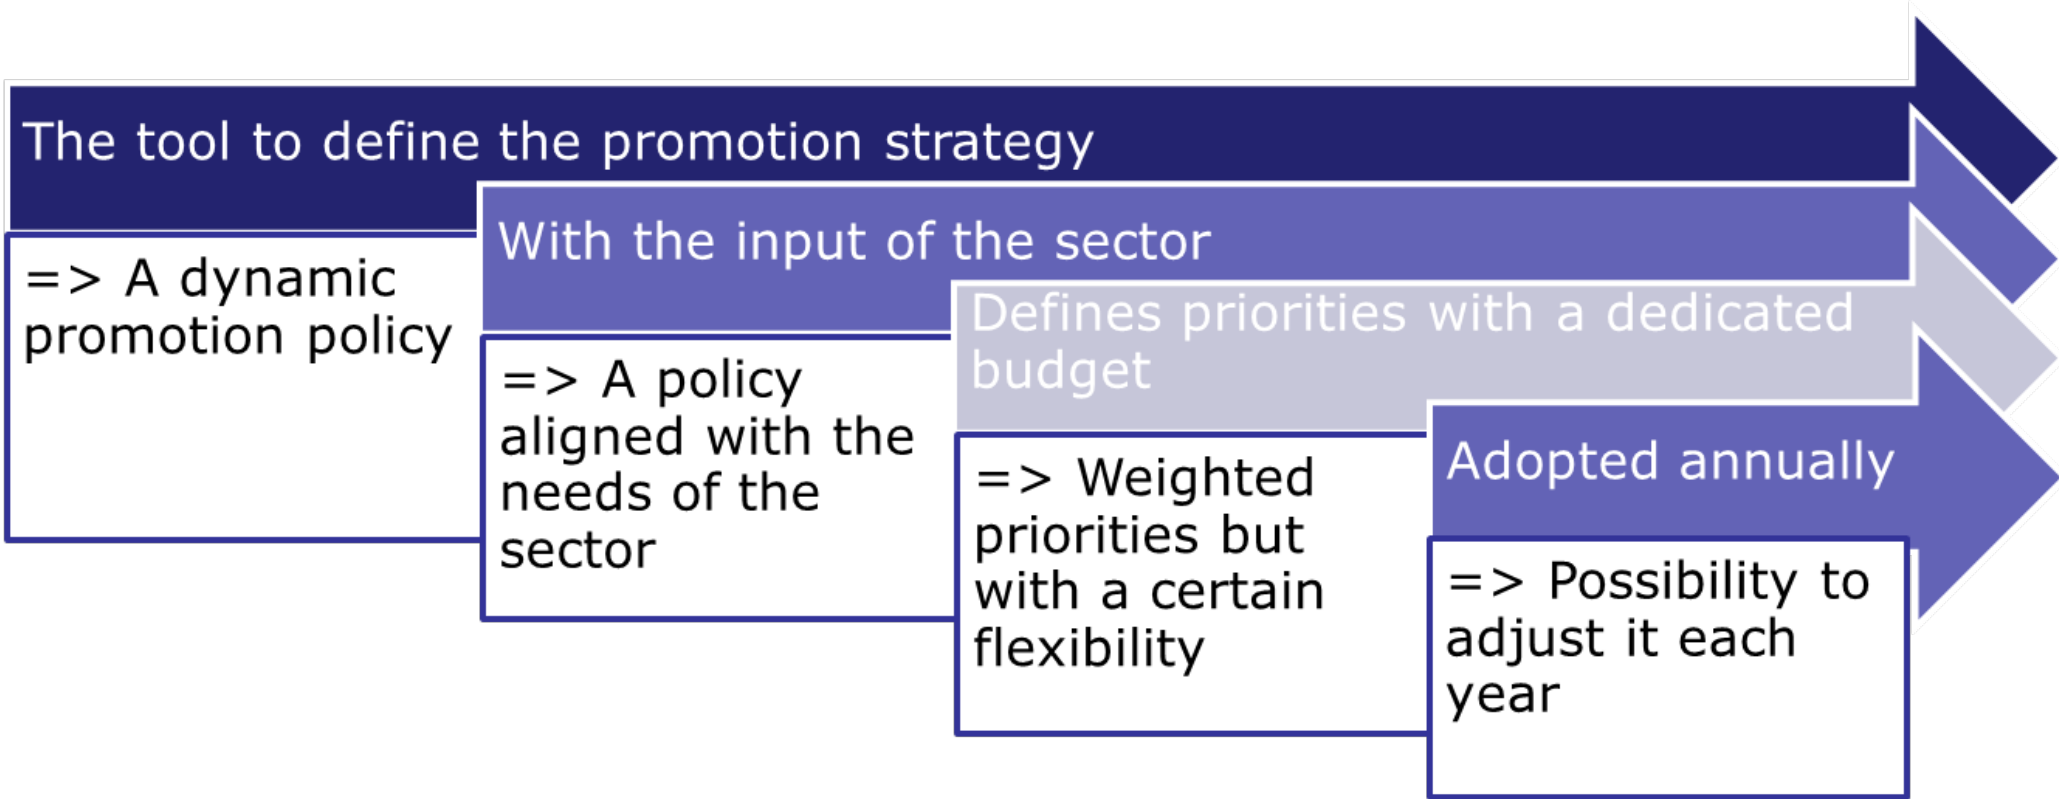 The tool to define the promotion strategy
=> A dynamic
promotion policy
With the input of the sector
=> A policy
aligned with the
needs of the
sector
Defines priorities with a dedicated
budget
=> Weighted
priorities but
with a certain
flexibility
Adopted annually
=> Possibility to
adjust it each
year